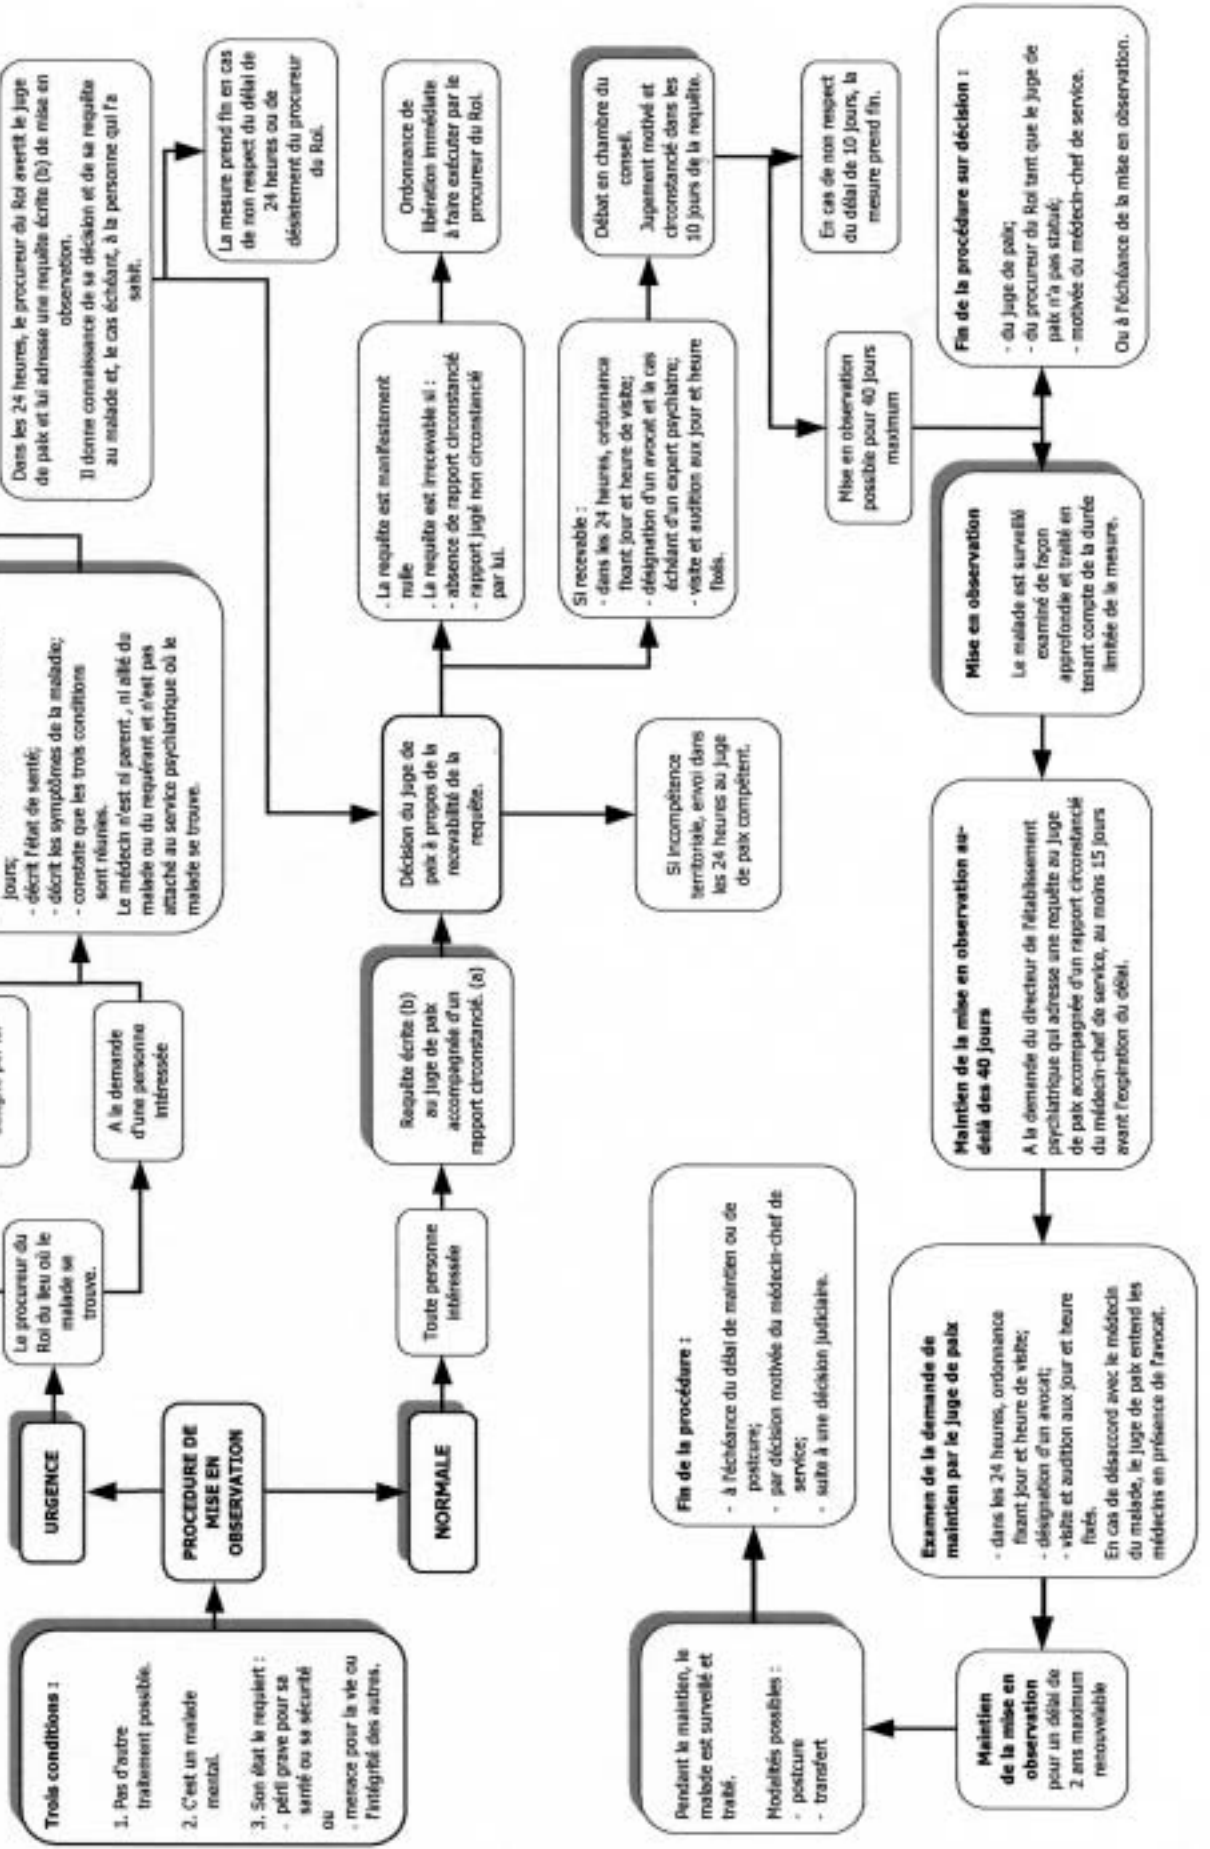 Trois conditions :
1. Pas d'autre
traitement possible.
2. C'est un malade
mental.
3. Son état le requiert :
- péril grave pour sa
santé ou sa sécurité
ou
- menace pour la vie ou
l'intégrité des autres.
PROCEDURE DE
MISE EN
OBSERVATION
URGENCE
NORMALE
Le procureur du
Roi du lieu où le
malade se
trouve.
A la demande
d'une personne
intéressée
jours;
- décrit l'état de santé;
- décrit les symptômes de la maladie;
- constate que les trois conditions
sont réunies.
Le médecin n'est ni parent , ni allié du
malade ou du requérant et n'est pas
attaché au service psychiatrique où le
malade se trouve.
Dans les 24 heures, le procureur du Roi avertit le juge
de paix et lui adresse une requête écrite (b) de mise en
observation.
Il donne connaissance de sa décision et de sa requête
au malade et, le cas échéant, à la personne qui l'a
saisit.
La mesure prend fin en cas
de non respect du délai de
24 heures ou de
désistement du procureur
du Roi.
Toute personne
intéressée
Requête écrite (b)
au juge de paix
accompagnée d'un
rapport circonstancié. (a)
Décision du juge de
paix à propos de la
recevabilité de la
requête.
- La requête est manifestement
nulle
- La requête est irrecevable si :
- absence de rapport circonstancié
- rapport jugé non circonstancié
par lui.
Ordonnance de
libération immédiate
à faire exécuter par le
procureur du Roi.
Si incompétence
territoriale, envoi dans
les 24 heures au juge
de paix compétent.
Si recevable :
- dans les 24 heures, ordonnance
fixant jour et heure de visite;
- désignation d'un avocat et le cas
échéant d'un expert psychiatre;
- visite et audition aux jour et heure
fixés.
Débat en chambre du
conseil.
Jugement motivé et
circonstancié dans les
10 jours de la requête.
En cas de non respect
du délai de 10 jours, la
mesure prend fin.
Mise en observation
possible pour 40 jours
maximum
Fin de la procédure sur décision :
- du juge de paix;
- du procureur du Roi tant que le juge de
paix n'a pas statué;
- motivée du médecin-chef de service.
Ou à l'échéance de la mise en observation.
Mise en observation
Le malade est surveillé
examiné de façon
approfondie et traité en
tenant compte de la durée
limitée de la mesure.
Maintien de la mise en observation au-
delà des 40 jours
A la demande du directeur de l'établissement
psychiatrique qui adresse une requête au juge
de paix accompagnée d'un rapport circonstancié
du médecin-chef de service, au moins 15 jours
avant l'expiration du délai.
Examen de la demande de
maintien par le juge de paix
- dans les 24 heures, ordonnance
fixant jour et heure de visite;
- désignation d'un avocat;
- visite et audition aux jour et heure
fixés.
En cas de désaccord avec le médecin
du malade, le juge de paix entend les
médecins en présence de l'avocat.
Maintien
de la mise en
observation
pour un délai de
2 ans maximum
renouvelable
Pendant le maintien, le
malade est surveillé et
traité.
Modalités possibles :
- postcure
- transfert
Fin de la procédure :
- à l'échéance du délai de maintien ou de
postcure;
- par décision motivée du médecin-chef de
service;
- suite à une décision judiciaire.